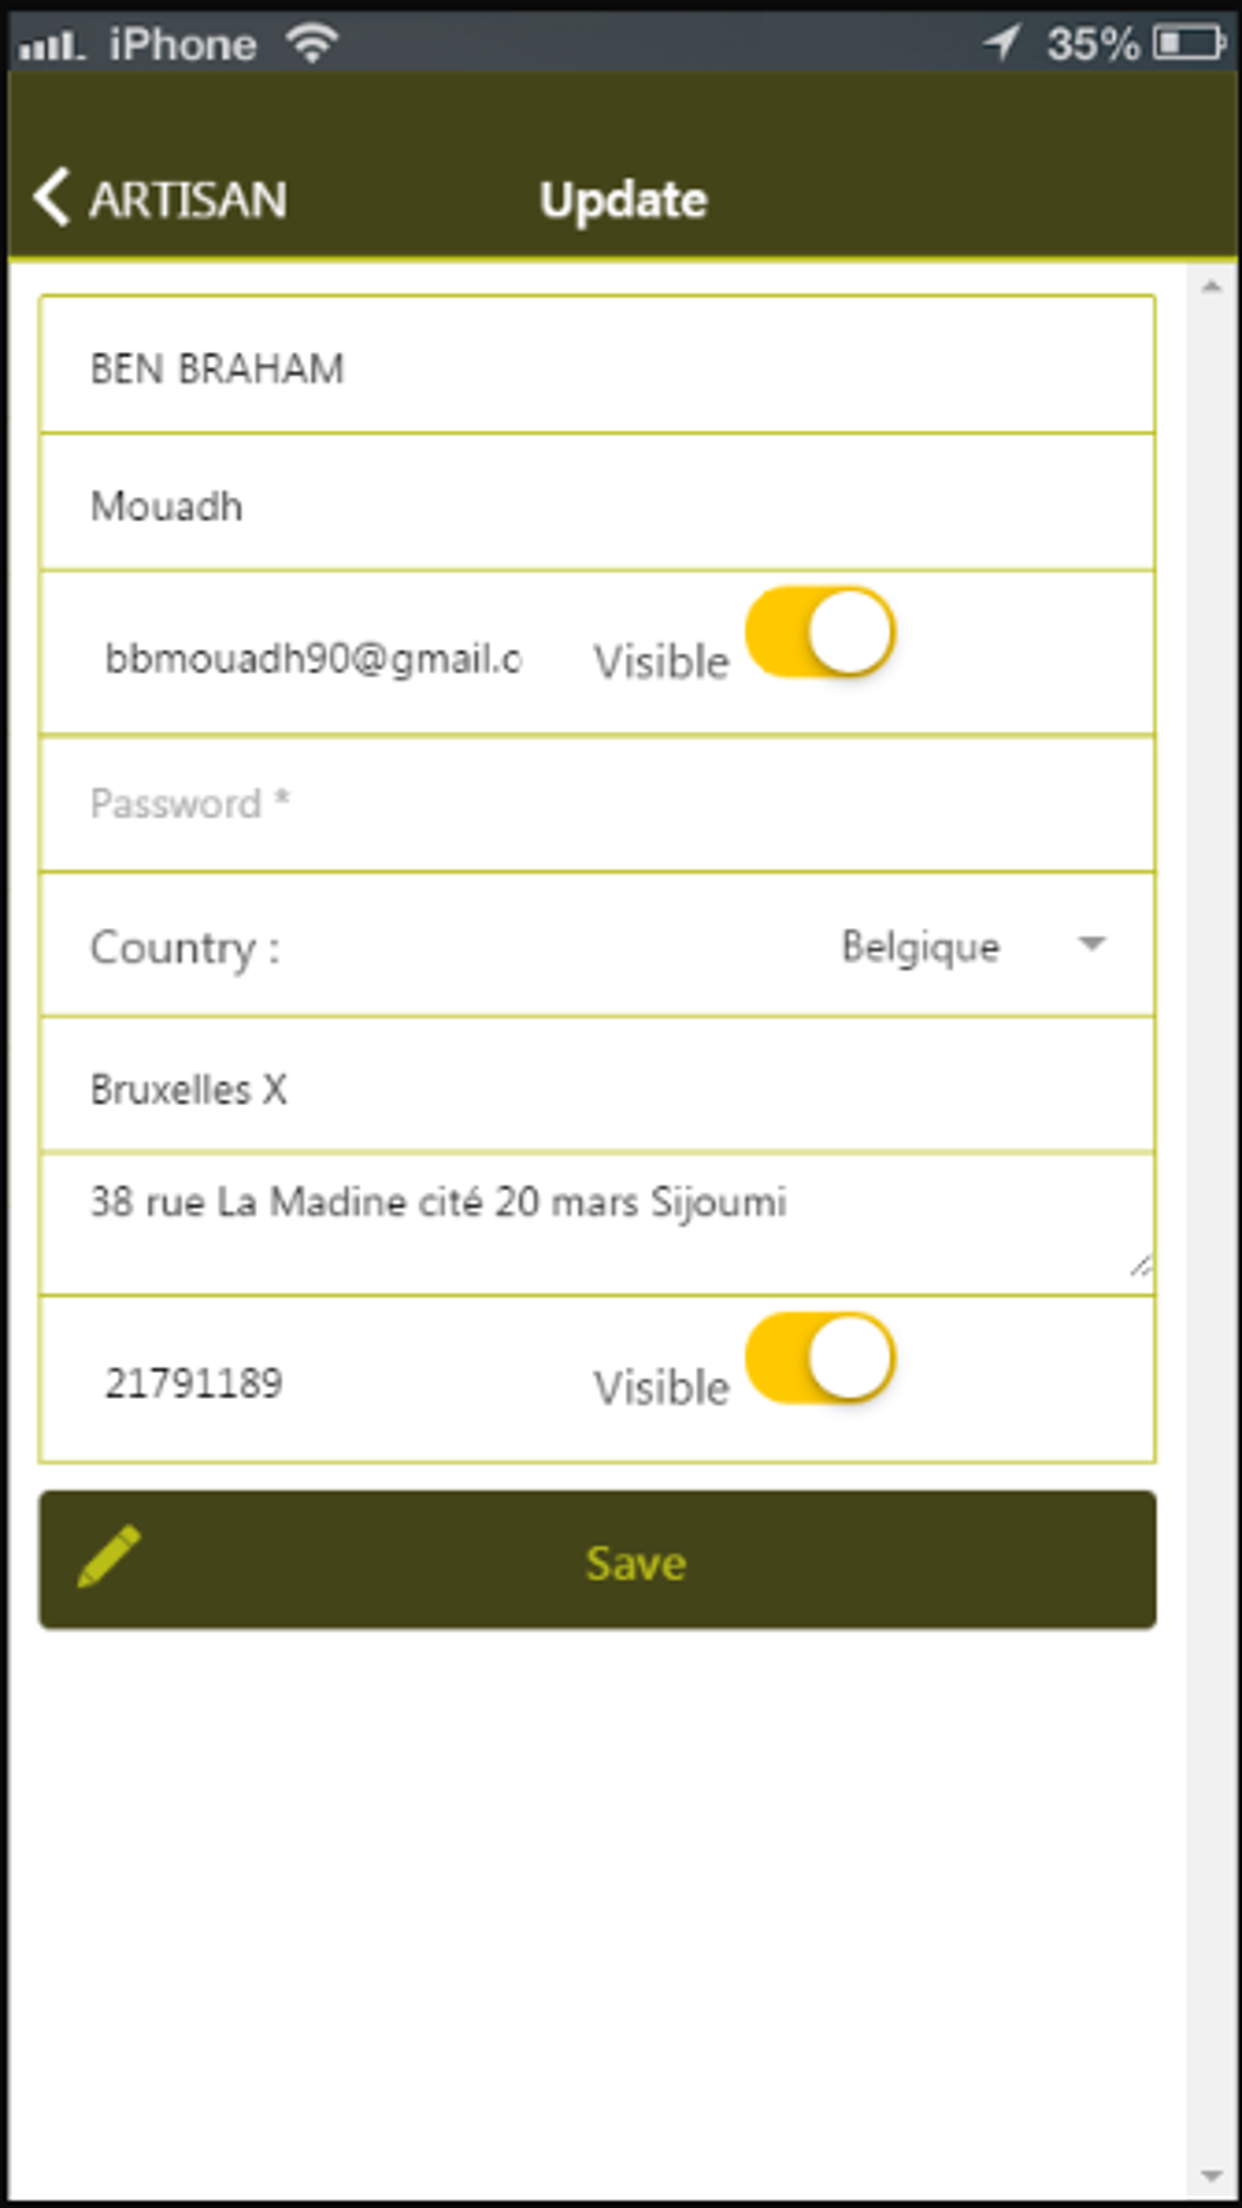 iPhone 35%
ARTISAN Update
BEN BRAHAM
Mouadh
bbmouadh90@gmail.c Visible
Password *
Country : Belgique
Bruxelles X
38 rue La Madine cité 20 mars Sijoumi
21791189 Visible
Save